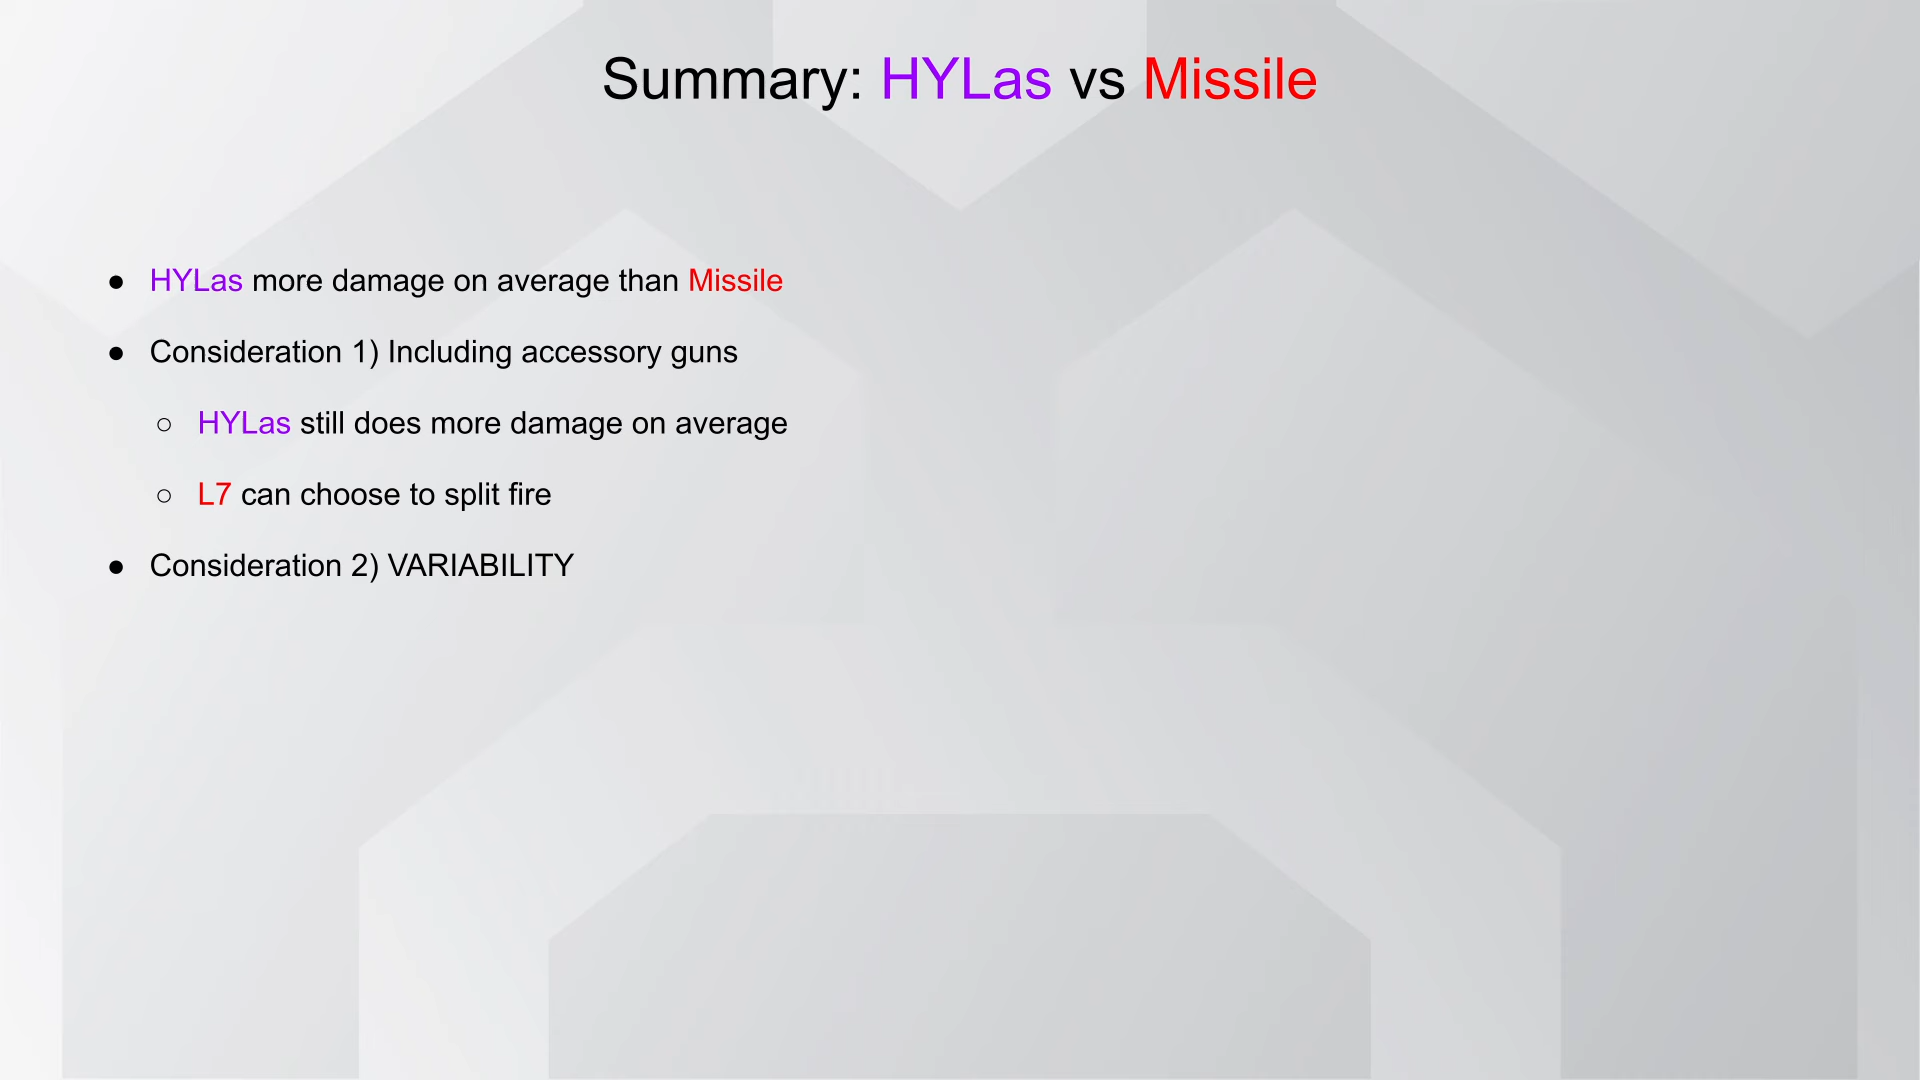 Summary: HYLas vs Missile
● HYLas more damage on average than Missile
● Consideration 1) Including accessory guns
○ HYLas still does more damage on average
○ L7 can choose to split fire
● Consideration 2) VARIABILITY